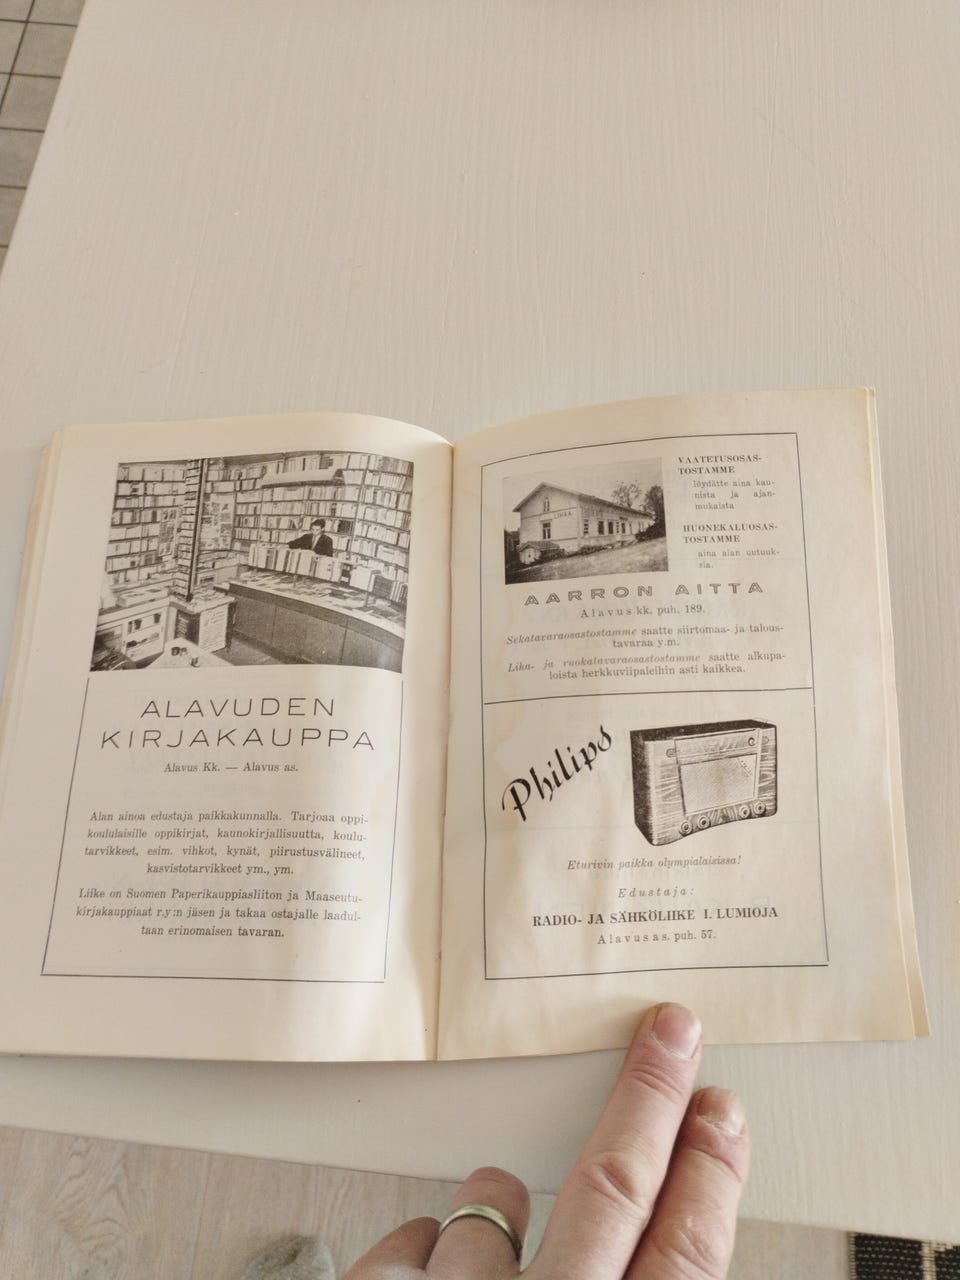 ALAVUDEN
KIRJAKAUPPA
Alavus Kk. — Alavus as.
Alan ainoa edustaja paikkakunnalla. Tarjoaa oppi-
koululaisille oppikirjat, kaunokirjallisuutta, koulu-
tarvikkeet, esim. vihkot, kynät, piirustusvälineet,
kasvistotarvikkeet ym., ym.
Liike on Suomen Paperikauppiasliiton ja Maaseutu-
kirjakauppiaat r.y:n jäsen ja takaa ostajalle laadul-
taan erinomaisen tavaran.
LIHAA
VAATETUSOSAS-
TOSTAMME
löydätte aina kau-
nista ja ajan-
mukaista
HUONEKALUOSAS-
TOSTAMME
aina alan uutuuk-
sia.
AARRON AITTA
Alavus kk. puh. 189.
Sekatavaraosastostamme saatte siirtomaa- ja talous-
tavaraa y.m.
Liha- ja ruokatavaraosastostamme saatte alkupa-
loista herkkuviipaleihin asti kaikkea.
Philips
Eturivin paikka olympialaisissa!
Edustaja:
RADIO- JA SÄHKÖLIIKE I. LUMIOJA
Alavus as. puh. 57.